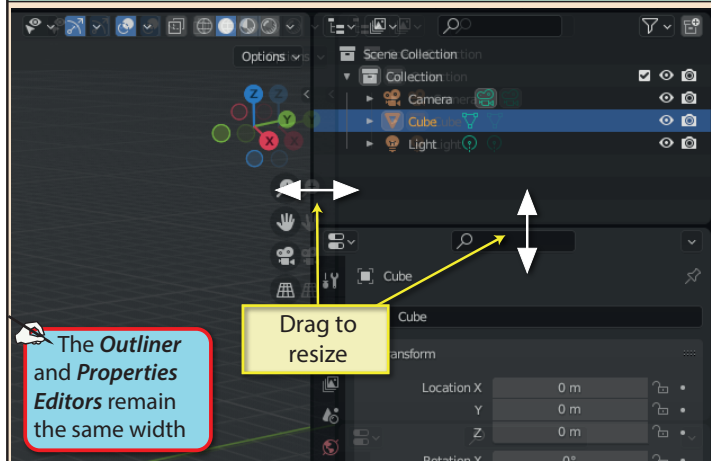 Options
Scene Collection
Collection
Camera
Cube
Light
Z
Y
X
Cube
Cube
Drag to
resize
The Outliner
and Properties
Editors remain
the same width
Location X 0 m
Y 0 m
Z 0 m